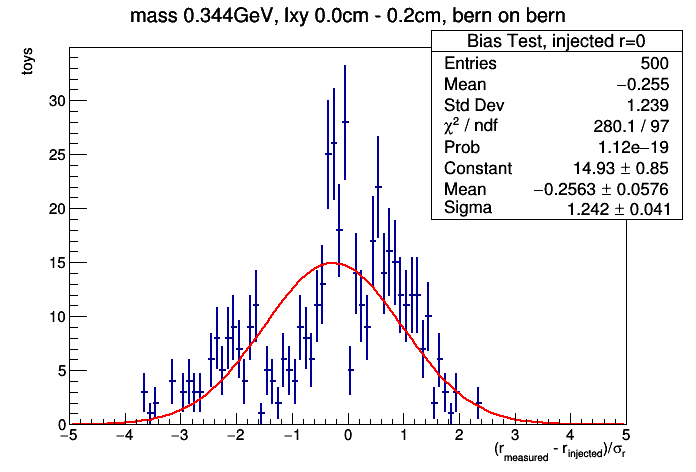 mass 0.344GeV, lxy 0.0cm - 0.2cm, bern on bern
toys
Bias Test, injected r=0
Entries 500
Mean −0.255
Std Dev 1.239
χ² / ndf 280.1 / 97
Prob 1.12e−19
Constant 14.93 ± 0.85
Mean −0.2563 ± 0.0576
Sigma 1.242 ± 0.041
30
25
20
15
10
5
0
−5 −4 −3 −2 −1 0 1 2 3 4 5
(r_measured - r_injected)/σ_r